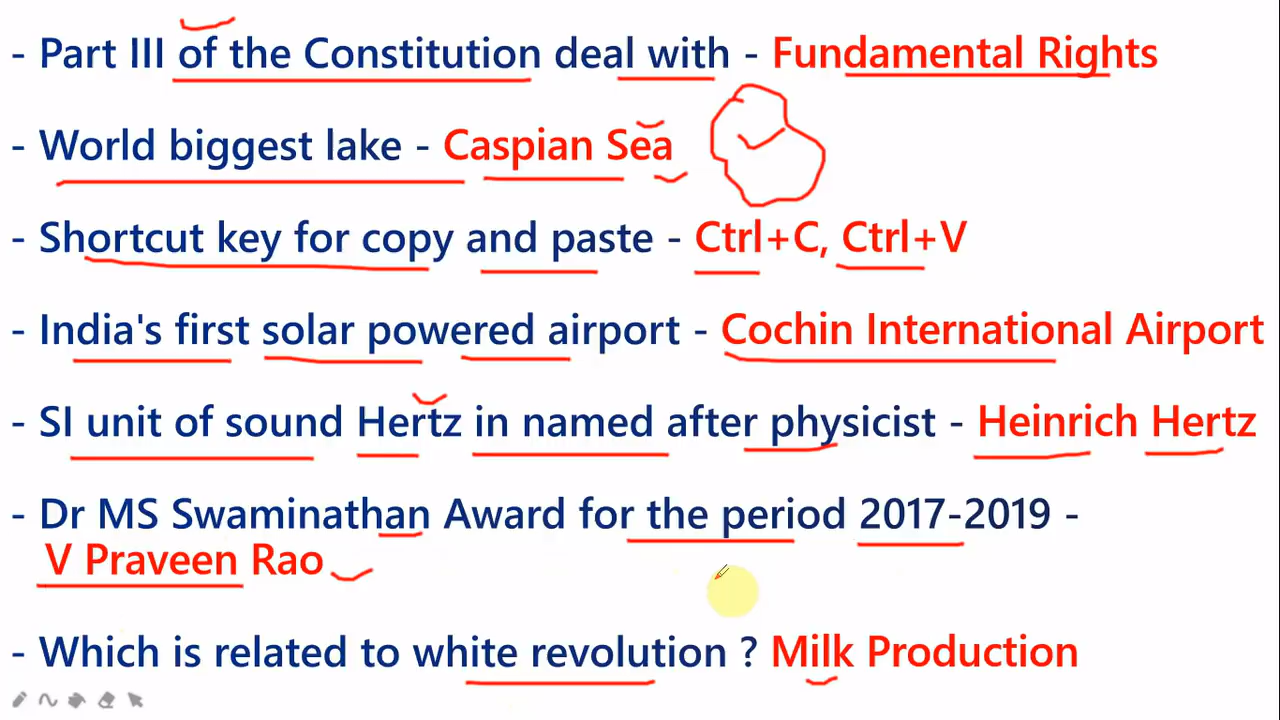 - Part III of the Constitution deal with - Fundamental Rights
- World biggest lake - Caspian Sea
- Shortcut key for copy and paste - Ctrl+C, Ctrl+V
- India's first solar powered airport - Cochin International Airport
- SI unit of sound Hertz in named after physicist - Heinrich Hertz
- Dr MS Swaminathan Award for the period 2017-2019 -
V Praveen Rao
- Which is related to white revolution ? Milk Production